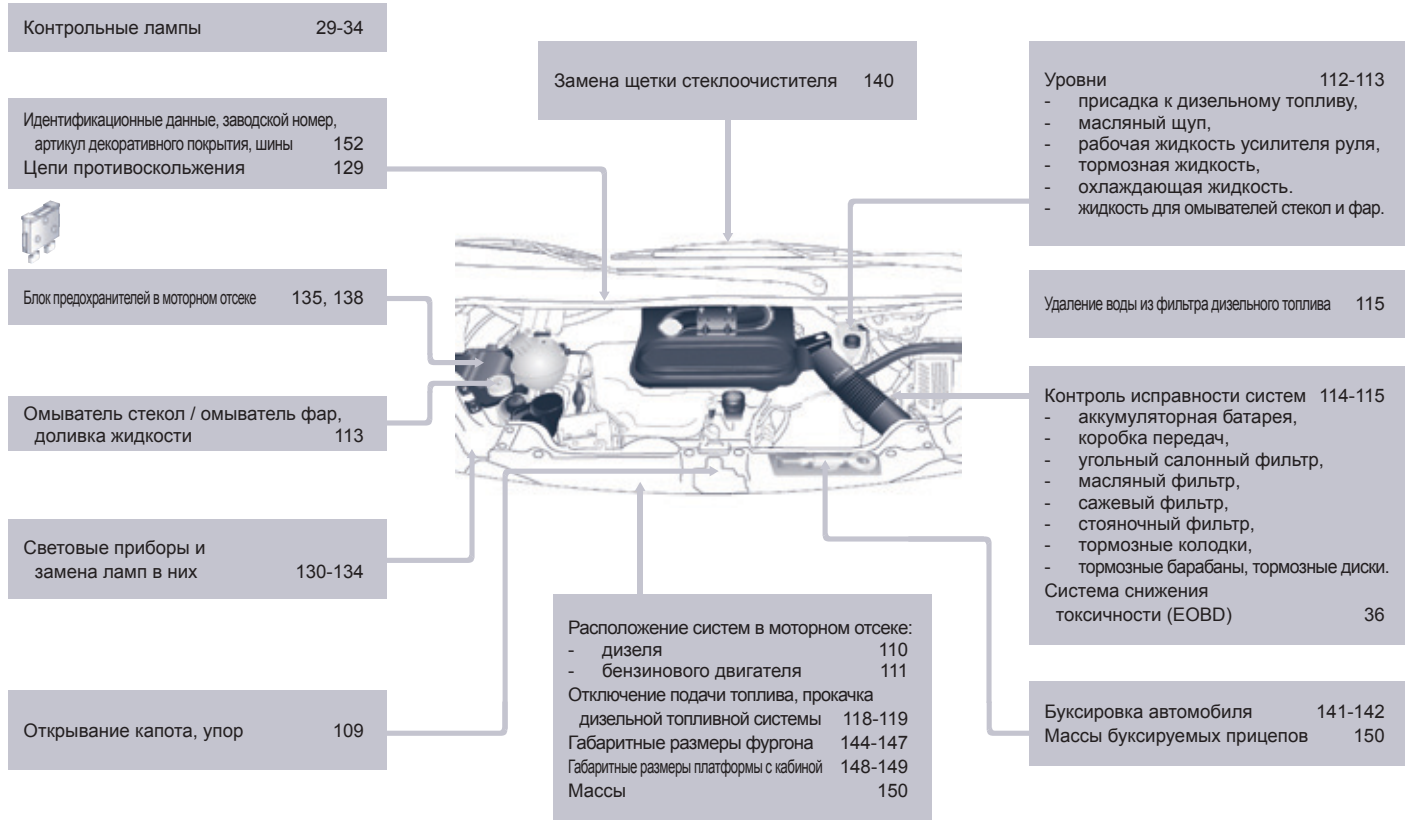 Контрольные лампы 29-34
Идентификационные данные, заводской номер,
артикул декоративного покрытия, шины 152
Цепи противоскольжения 129
Блок предохранителей в моторном отсеке 135, 138
Омыватель стекол / омыватель фар,
доливка жидкости 113
Световые приборы и
замена ламп в них 130-134
Открывание капота, упор 109
Замена щетки стеклоочистителя 140
Расположение систем в моторном отсеке:
- дизеля 110
- бензинового двигателя 111
Отключение подачи топлива, прокачка
дизельной топливной системы 118-119
Габаритные размеры фургона 144-147
Габаритные размеры платформы с кабиной 148-149
Массы 150
Уровни 112-113
- присадка к дизельному топливу,
- масляный щуп,
- рабочая жидкость усилителя руля,
- тормозная жидкость,
- охлаждающая жидкость.
- жидкость для омывателей стекол и фар.
Удаление воды из фильтра дизельного топлива 115
Контроль исправности систем 114-115
- аккумуляторная батарея,
- коробка передач,
- угольный салонный фильтр,
- масляный фильтр,
- сажевый фильтр,
- стояночный фильтр,
- тормозные колодки,
- тормозные барабаны, тормозные диски.
Система снижения
токсичности (EOBD) 36
Буксировка автомобиля 141-142
Массы буксируемых прицепов 150